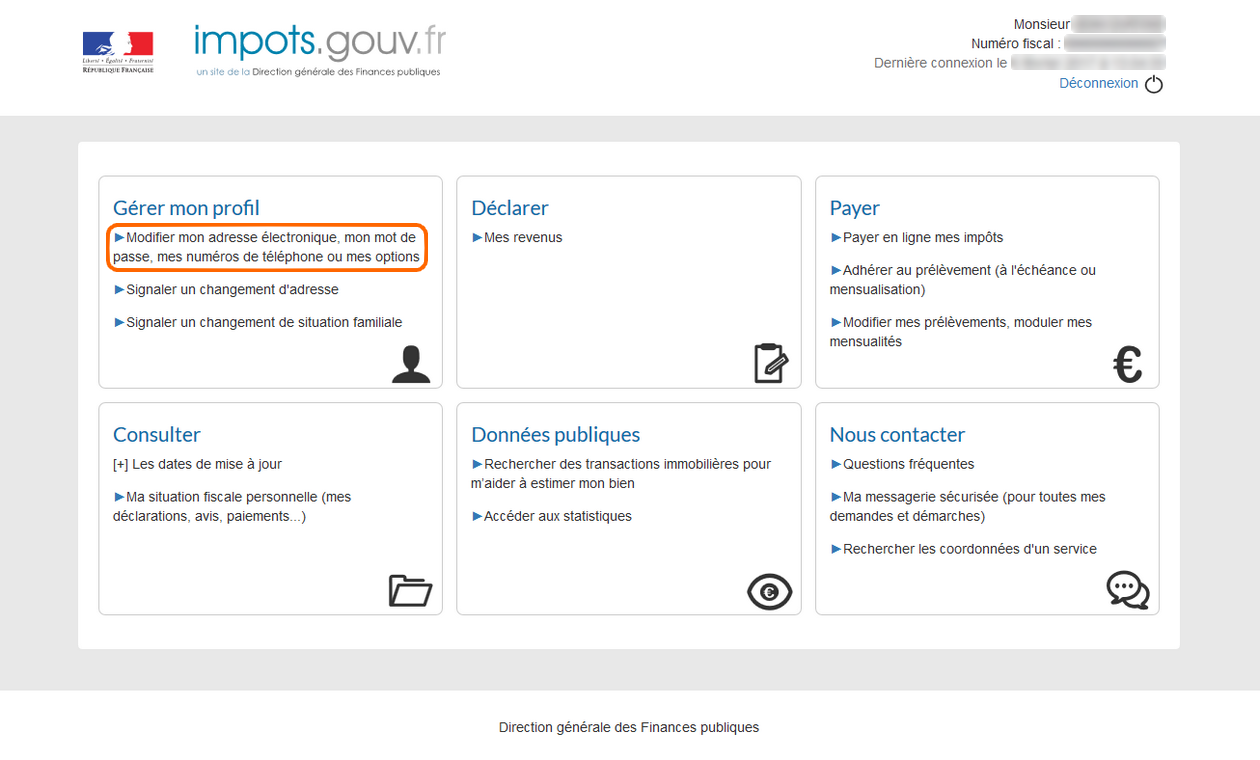 Liberté • Égalité • Fraternité
RÉPUBLIQUE FRANÇAISE
impots.gouv.fr
un site de la Direction générale des Finances publiques
Monsieur
Numéro fiscal :
Dernière connexion le
Déconnexion
Gérer mon profil
►Modifier mon adresse électronique, mon mot de
passe, mes numéros de téléphone ou mes options
►Signaler un changement d'adresse
►Signaler un changement de situation familiale
Déclarer
►Mes revenus
Payer
►Payer en ligne mes impôts
►Adhérer au prélèvement (à l'échéance ou
mensualisation)
►Modifier mes prélèvements, moduler mes
mensualités
€
Consulter
[+] Les dates de mise à jour
►Ma situation fiscale personnelle (mes
déclarations, avis, paiements...)
Données publiques
►Rechercher des transactions immobilières pour
m'aider à estimer mon bien
►Accéder aux statistiques
€
Nous contacter
►Questions fréquentes
►Ma messagerie sécurisée (pour toutes mes
demandes et démarches)
►Rechercher les coordonnées d'un service
Direction générale des Finances publiques